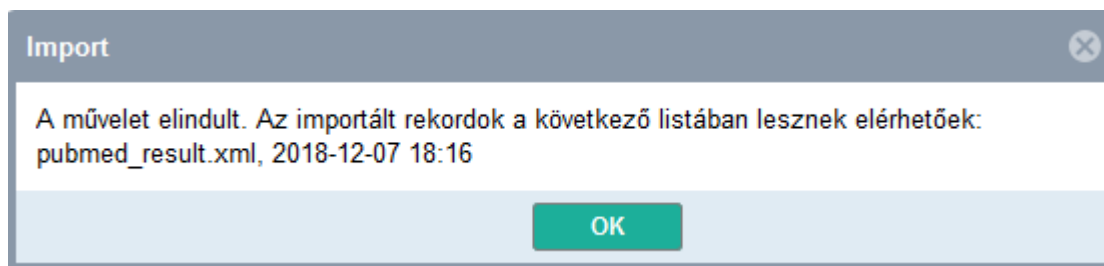 Import
A művelet elindult. Az importált rekordok a következő listában lesznek elérhetőek:
pubmed_result.xml, 2018-12-07 18:16
OK